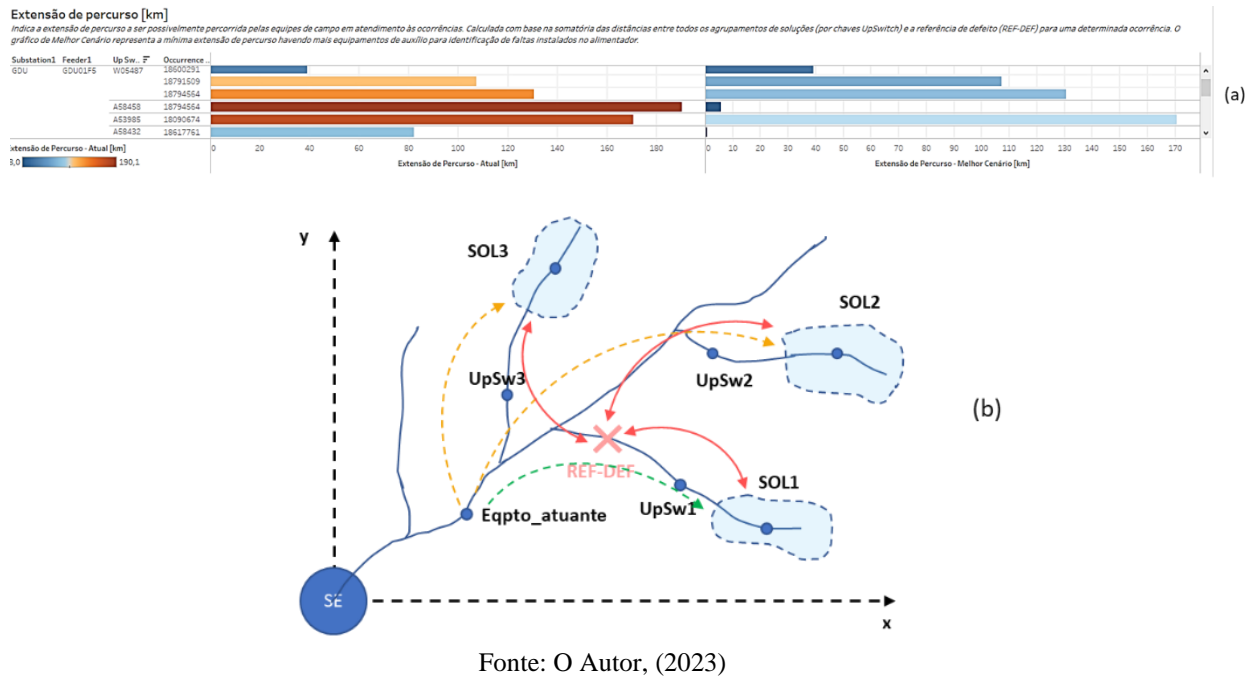 Extensão de percurso [km]
Indica a extensão de percurso a ser possivelmente percorrida pelas equipes de campo em atendimento às ocorrências. Calculada com base na somatória das distâncias entre todos os agrupamentos de soluções (por chaves UpSwitch) e a referência de defeito (REF-DEF) para uma determinada ocorrência. O
gráfico de Melhor Cenário representa a mínima extensão de percurso havendo mais equipamentos de auxílio para identificação de faltas instalados no alimentador.
Substation1 Feeder1 Up Sw.. Occurrence ..
GDU GDU01F5 W05487 18600291
18791509
18794564
A58458 18794564
A53985 18090674
A58432 18617761
(a)
0 20 40 60 80 100 120 140 160 180
0 10 20 30 40 50 60 70 80 90 100 110 120 130 140 150 160 170
Extensão de Percurso - Atual [km]
Extensão de Percurso - Melhor Cenário [km]
xtensão de Percurso - Atual [km]
3,0 190,1
y
SOL3
SOL2
UpSw3
UpSw2
(b)
REF-DEF
SOL1
UpSw1
Eqpto_atuante
SE
x
Fonte: O Autor, (2023)